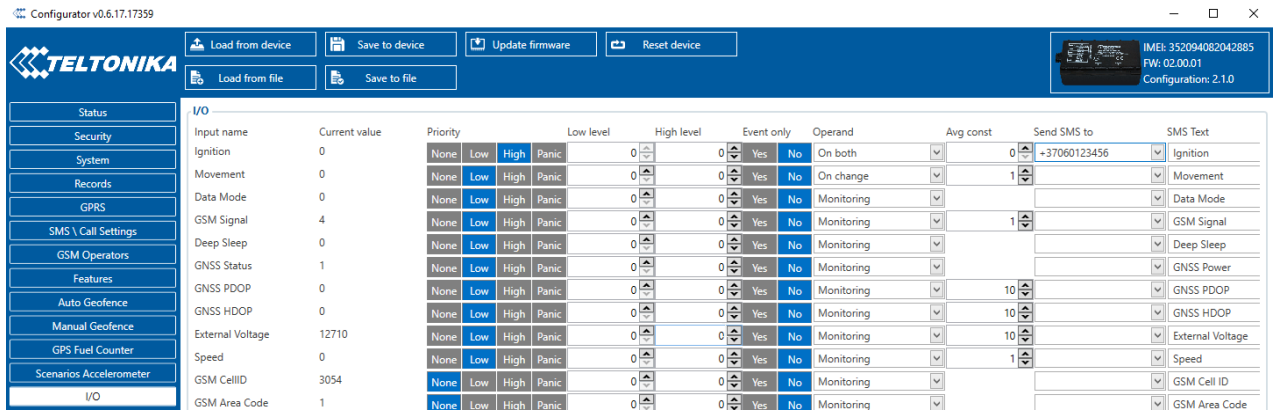 Configurator v0.6.17.17359
TELTONIKA
Load from device Save to device Update firmware Reset device
Load from file Save to file
IMEI: 352094082042885
FW: 02.00.01
Configuration: 2.1.0
Status
Security
System
Records
GPRS
SMS \ Call Settings
GSM Operators
Features
Auto Geofence
Manual Geofence
GPS Fuel Counter
Scenarios Accelerometer
I/O
I/O
Input name Current value Priority Low level High level Event only Operand Avg const Send SMS to SMS Text
Ignition 0 None Low High Panic 0 0 Yes No On both 0 +37060123456 Ignition
Movement 0 None Low High Panic 0 0 Yes No On change 1 Movement
Data Mode 0 None Low High Panic 0 0 Yes No Monitoring Data Mode
GSM Signal 4 None Low High Panic 0 0 Yes No Monitoring 1 GSM Signal
Deep Sleep 0 None Low High Panic 0 0 Yes No Monitoring Deep Sleep
GNSS Status 1 None Low High Panic 0 0 Yes No Monitoring GNSS Power
GNSS PDOP 0 None Low High Panic 0 0 Yes No Monitoring 10 GNSS PDOP
GNSS HDOP 0 None Low High Panic 0 0 Yes No Monitoring 10 GNSS HDOP
External Voltage 12710 None Low High Panic 0 0 Yes No Monitoring 10 External Voltage
Speed 0 None Low High Panic 0 0 Yes No Monitoring 1 Speed
GSM CellID 3054 None Low High Panic 0 0 Yes No Monitoring GSM Cell ID
GSM Area Code 1 None Low High Panic 0 0 Yes No Monitoring GSM Area Code